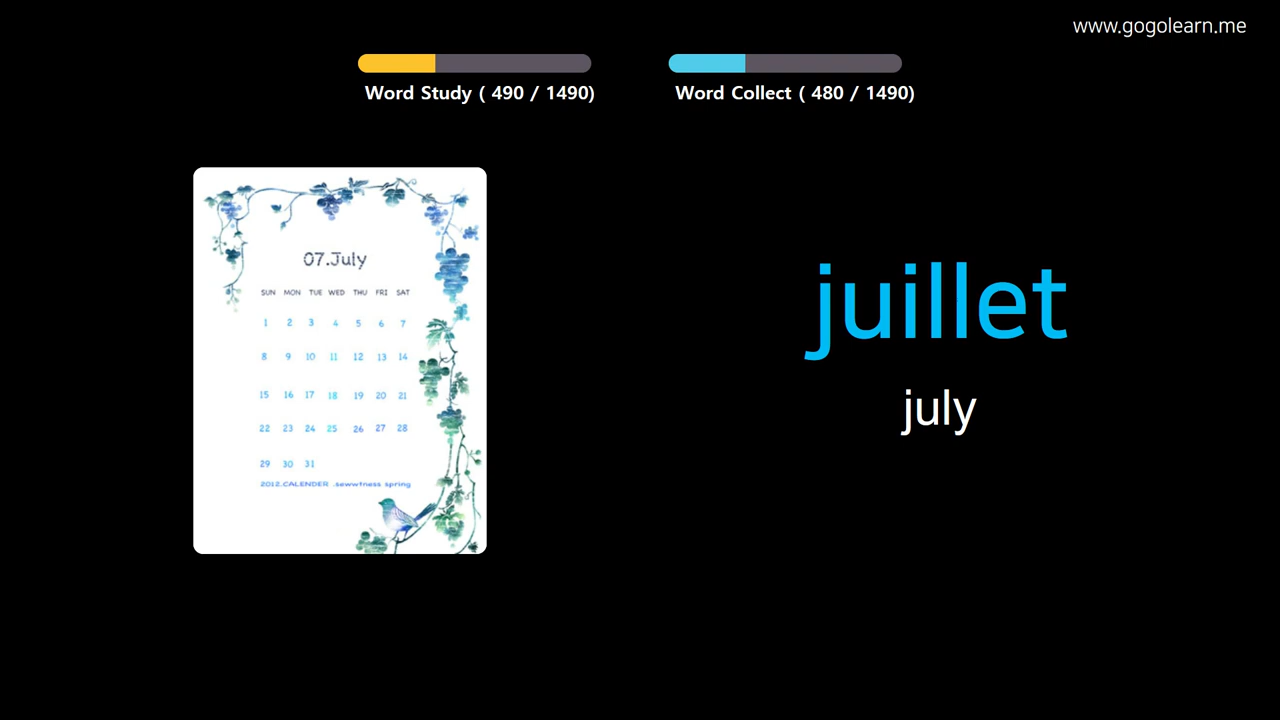 www.gogolearn.me
Word Study ( 490 / 1490)
Word Collect ( 480 / 1490)
07.July
SUN MON TUE WED THU FRI SAT
1 2 3 4 5 6 7
8 9 10 11 12 13 14
15 16 17 18 19 20 21
22 23 24 25 26 27 28
29 30 31
2012.CALENDER .sewwtness spring
juillet
july